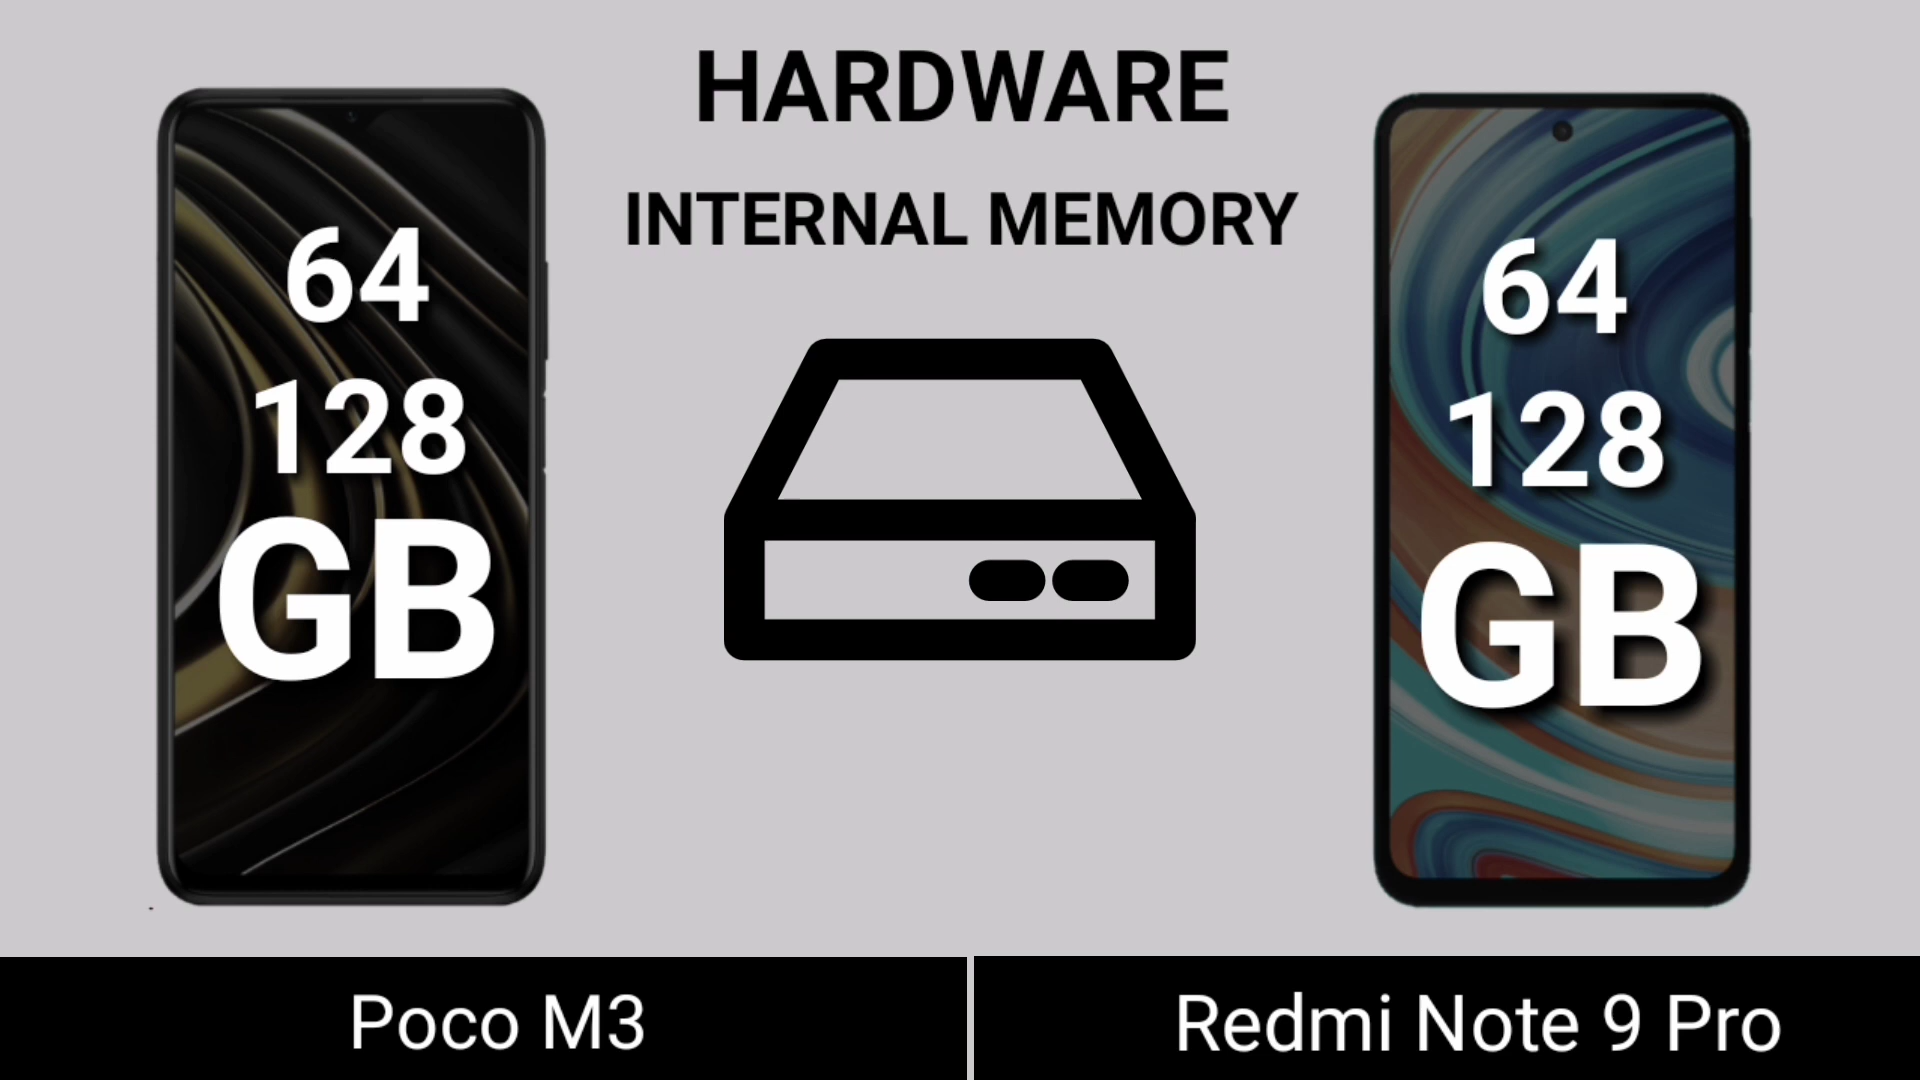 HARDWARE
INTERNAL MEMORY
64
128
GB
64
128
GB
Poco M3
Redmi Note 9 Pro